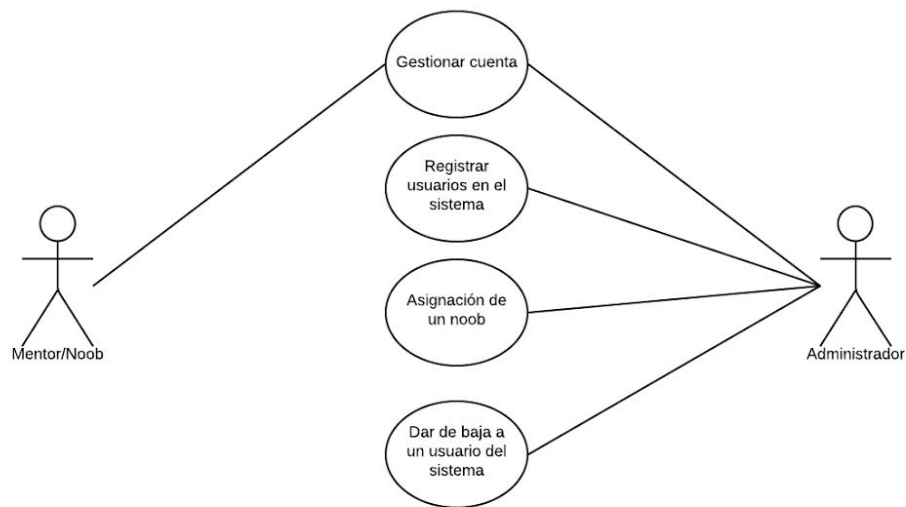 Gestionar cuenta
Registrar
usuarios en el
sistema
Asignación de
un noob
Mentor/Noob
Administrador
Dar de baja a
un usuario del
sistema